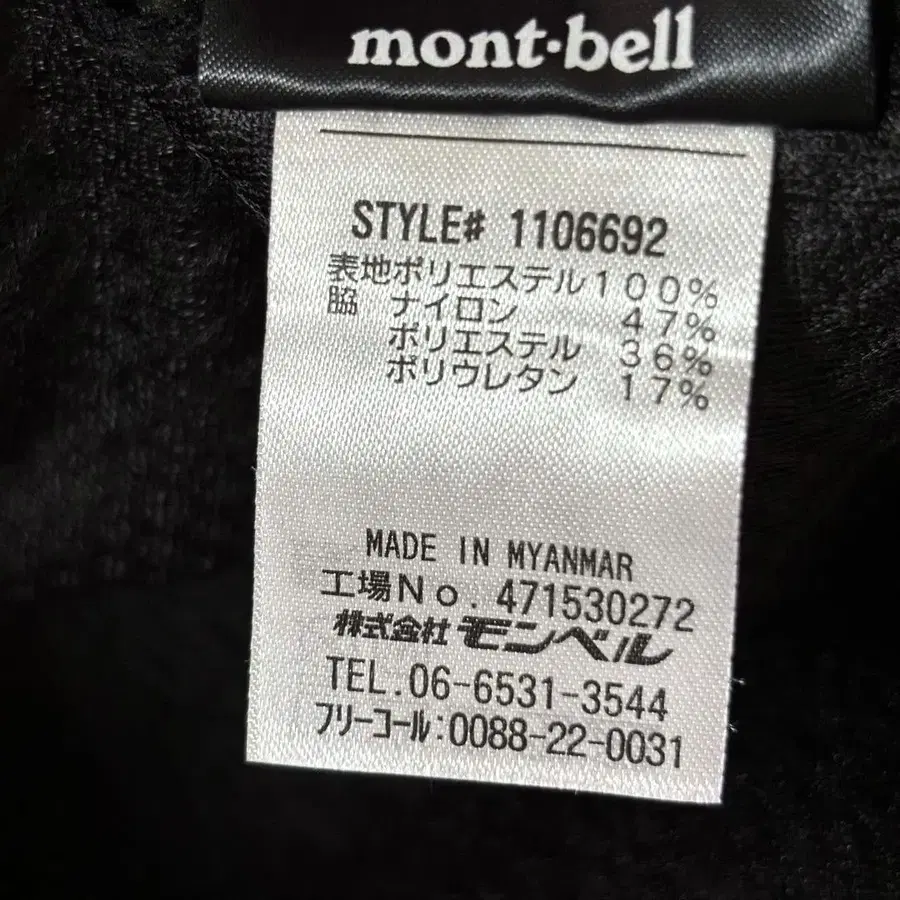 mont-bell
STYLE# 1106692
表地ポリエステル100%
脇 ナイロン 47%
ポリエステル 36%
ポリウレタン 17%
MADE IN MYANMAR
工場No. 471530272
株式会社モンベル
TEL.06-6531-3544
フリーコール:0088-22-0031